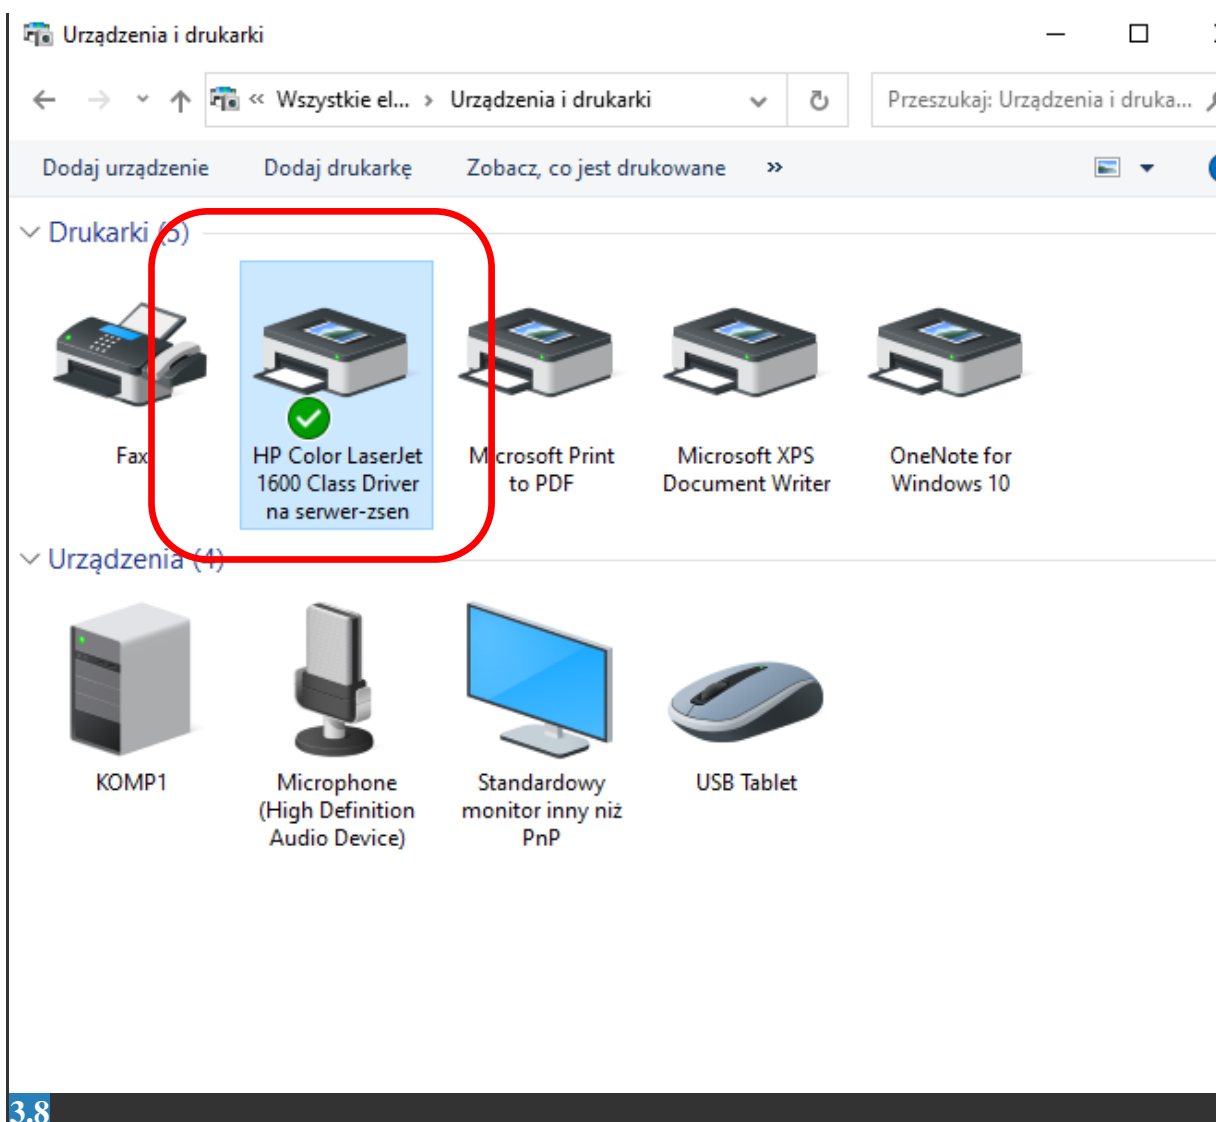 Urządzenia i drukarki
« Wszystkie el... › Urządzenia i drukarki
Przeszukaj: Urządzenia i druka...
Dodaj urządzenie Dodaj drukarkę Zobacz, co jest drukowane »
Drukarki (5)
Fax
HP Color LaserJet
1600 Class Driver
na serwer-zsen
Microsoft Print
to PDF
Microsoft XPS
Document Writer
OneNote for
Windows 10
Urządzenia (4)
KOMP1
Microphone
(High Definition
Audio Device)
Standardowy
monitor inny niż
PnP
USB Tablet
3.8